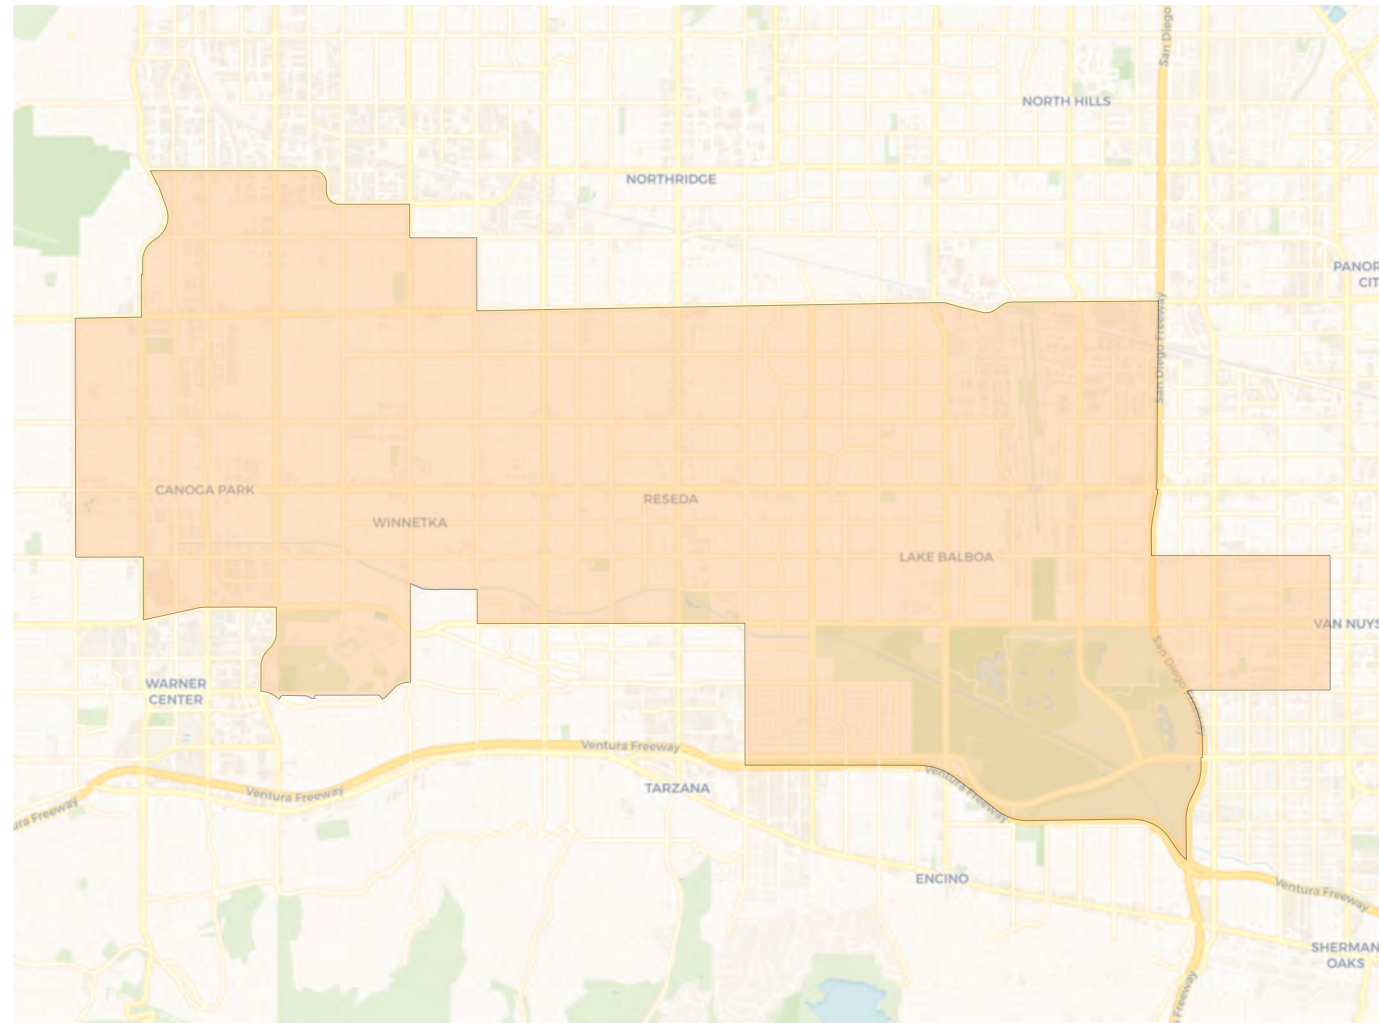 San Diego
NORTH HILLS
NORTHRIDGE
PANOR
CIT
San Diego Freeway
CANOGA PARK
RESEDA
WINNETKA
LAKE BALBOA
VAN NUYS
San Diego Freeway
WARNER
CENTER
Ventura Freeway
Ventura Freeway
TARZANA
Ventura Freeway
ura Freeway
ENCINO
Ventura Freeway
SHERMAN
OAKS
Freeway